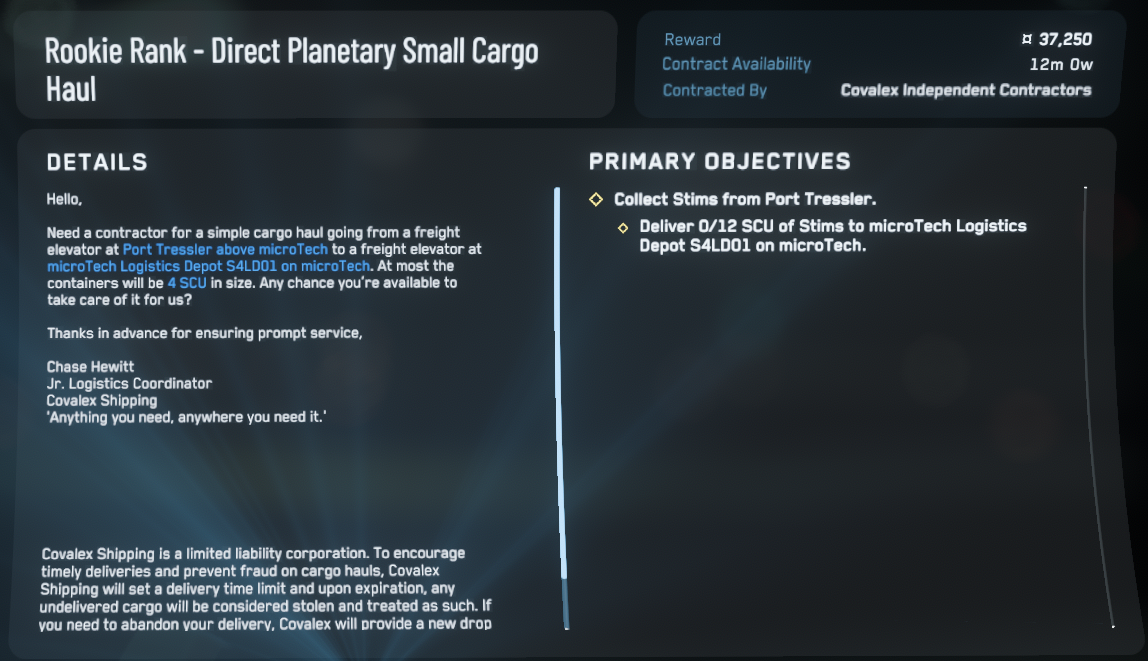 Rookie Rank - Direct Planetary Small Cargo
Haul
Reward ¤ 37,250
Contract Availability 12m 0w
Contracted By Covalex Independent Contractors
DETAILS
Hello,
Need a contractor for a simple cargo haul going from a freight
elevator at Port Tressler above microTech to a freight elevator at
microTech Logistics Depot S4LD01 on microTech. At most the
containers will be 4 SCU in size. Any chance you're available to
take care of it for us?
Thanks in advance for ensuring prompt service,
Chase Hewitt
Jr. Logistics Coordinator
Covalex Shipping
'Anything you need, anywhere you need it.'
Covalex Shipping is a limited liability corporation. To encourage
timely deliveries and prevent fraud on cargo hauls, Covalex
Shipping will set a delivery time limit and upon expiration, any
undelivered cargo will be considered stolen and treated as such. If
you need to abandon your delivery, Covalex will provide a new drop
PRIMARY OBJECTIVES
Collect Stims from Port Tressler.
Deliver 0/12 SCU of Stims to microTech Logistics
Depot S4LD01 on microTech.